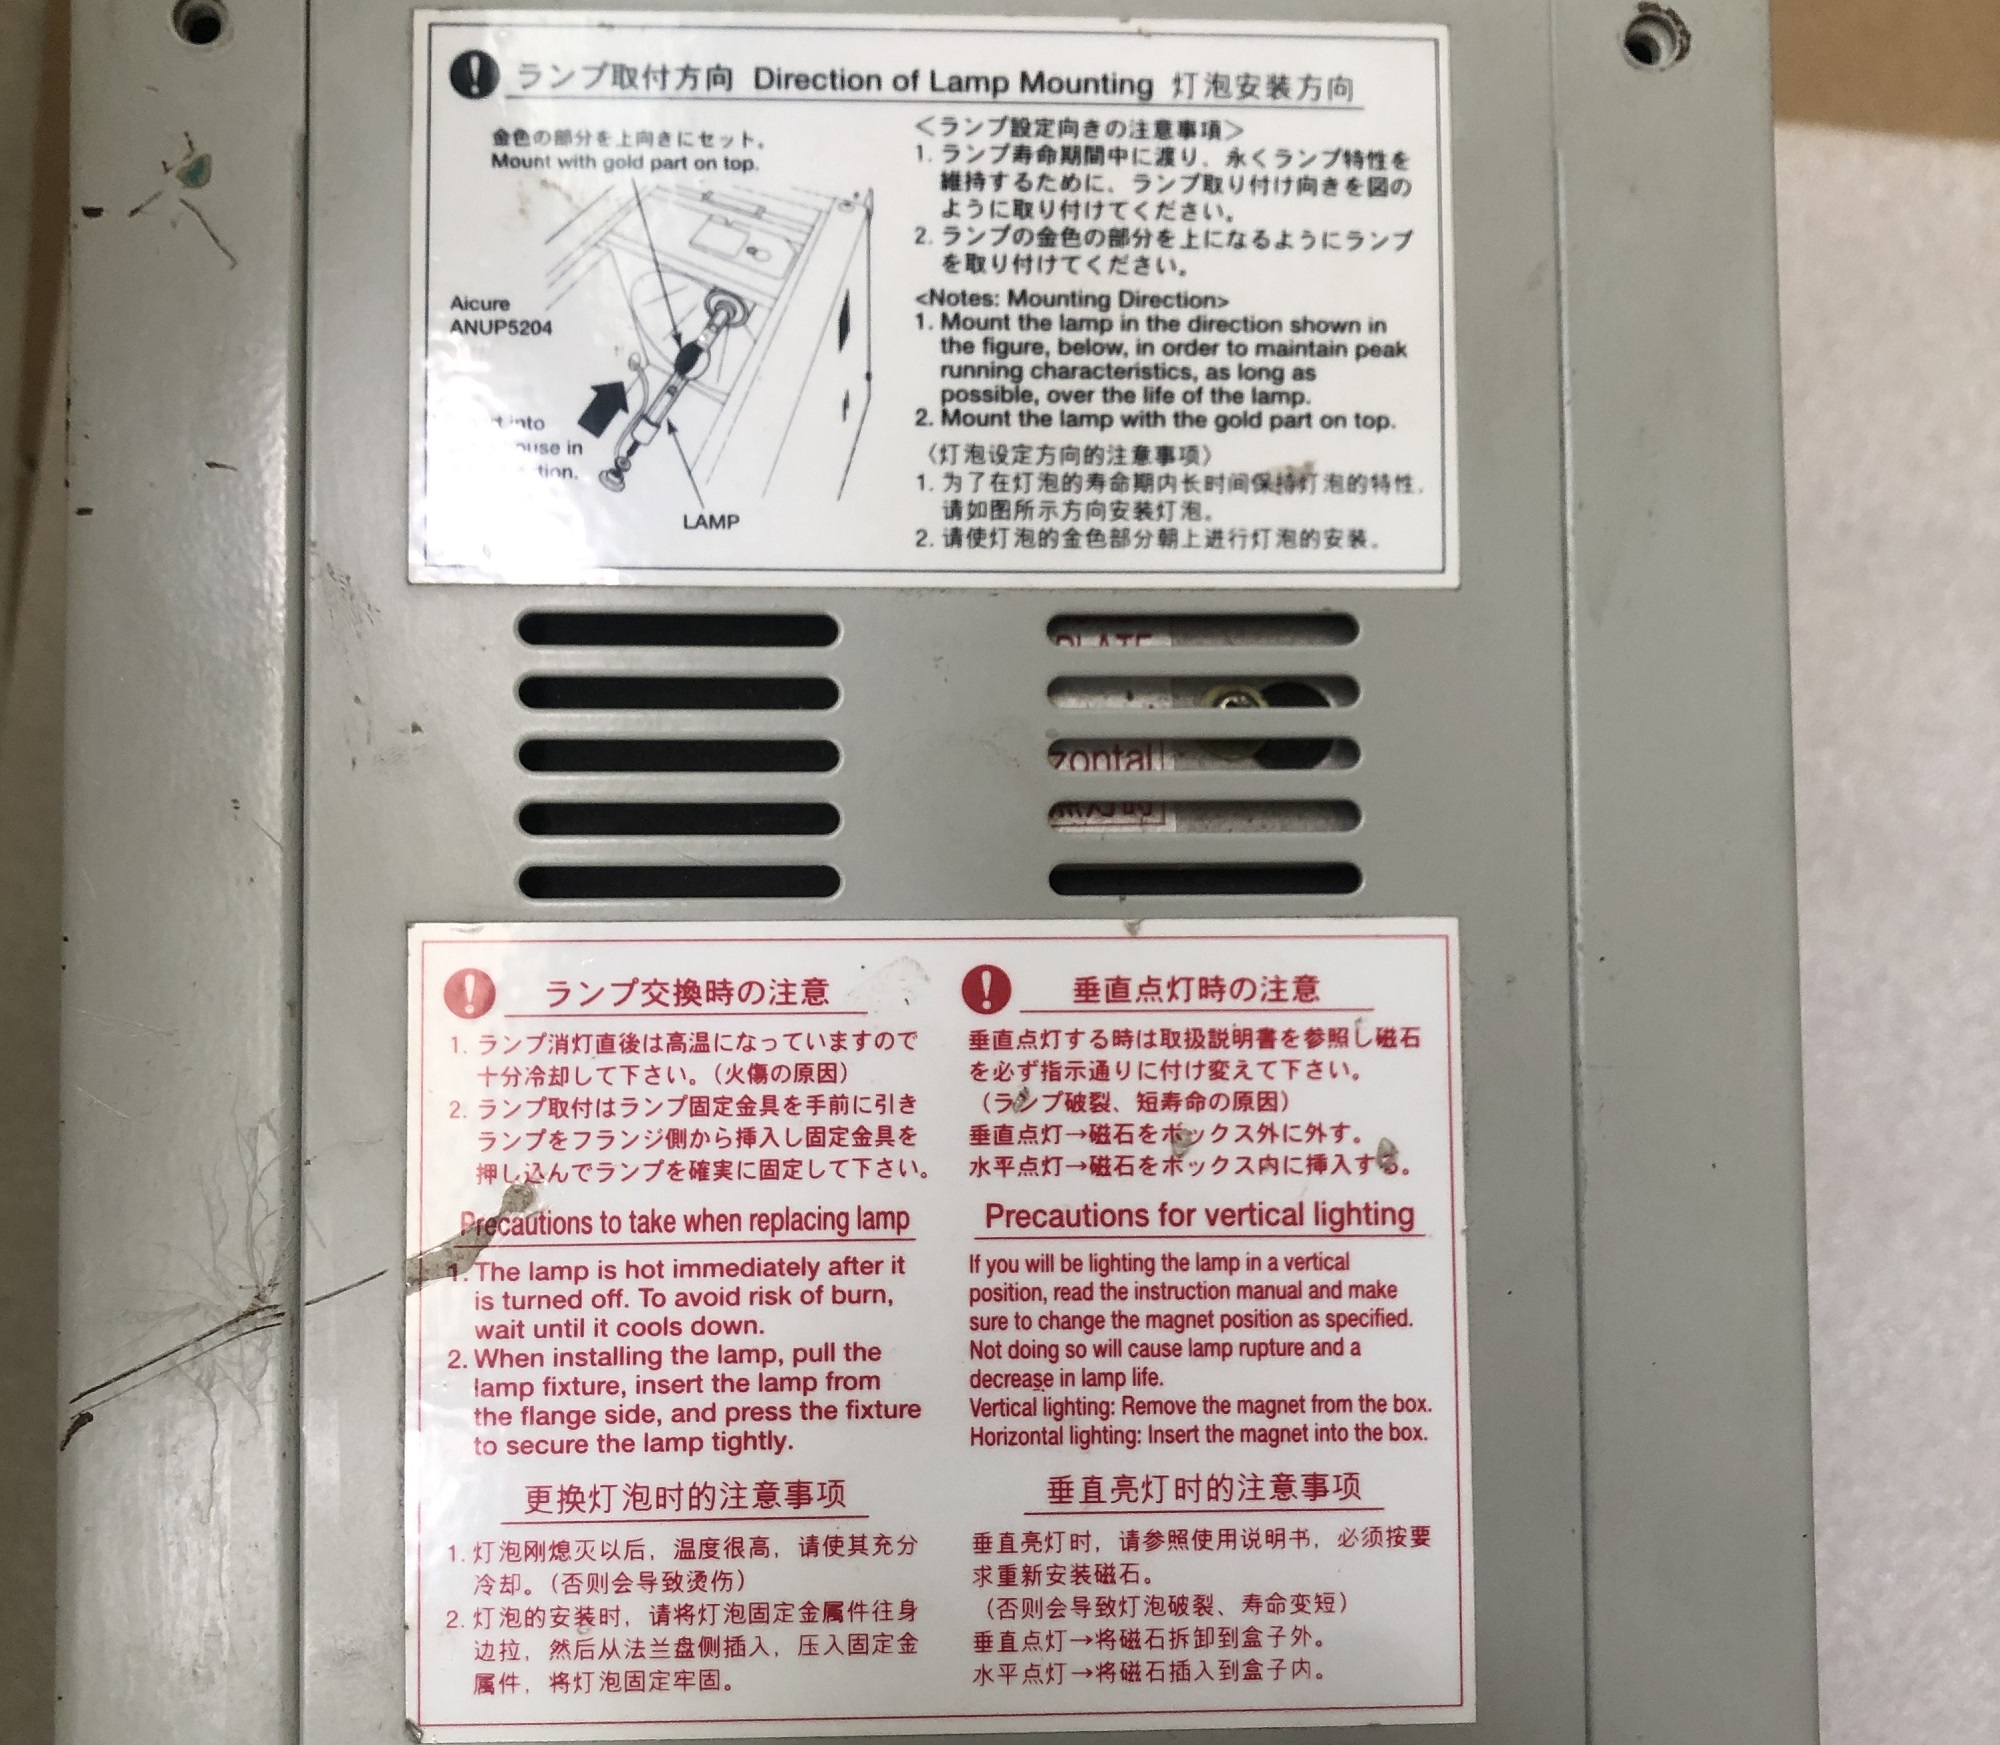 ランプ取付方向 Direction of Lamp Mounting 灯泡安装方向
金色の部分を上向きにセット。
Mount with gold part on top.
Aicure
ANUP5204
into
in
LAMP
<ランプ設定向きの注意事項>
1. ランプ寿命期間中に渡り、永くランプ特性を
維持するために、ランプ取り付け向きを図の
ように取り付けてください。
2. ランプの金色の部分を上になるようにランプ
を取り付けてください。
<Notes: Mounting Direction>
1. Mount the lamp in the direction shown in
the figure, below, in order to maintain peak
running characteristics, as long as
possible, over the life of the lamp.
2. Mount the lamp with the gold part on top.
〈灯泡设定方向的注意事项〉
1. 为了在灯泡的寿命期内长时间保持灯泡的特性，
请如图所示方向安装灯泡。
2. 请使灯泡的金色部分朝上进行灯泡的安装。
PLATE
zontal
ランプ交換時の注意
1. ランプ消灯直後は高温になっていますので
十分冷却して下さい。（火傷の原因）
2. ランプ取付はランプ固定金具を手前に引き
ランプをフランジ側から挿入し固定金具を
押し込んでランプを確実に固定して下さい。
Precautions to take when replacing lamp
1. The lamp is hot immediately after it
is turned off. To avoid risk of burn,
wait until it cools down.
2. When installing the lamp, pull the
lamp fixture, insert the lamp from
the flange side, and press the fixture
to secure the lamp tightly.
更换灯泡时的注意事项
1. 灯泡刚熄灭以后，温度很高，请使其充分
冷却。（否则会导致烫伤）
2. 灯泡的安装时，请将灯泡固定金属件往身
边拉，然后从法兰盘侧插入，压入固定金
属件，将灯泡固定牢固。
垂直点灯時の注意
垂直点灯する時は取扱説明書を参照し磁石
を必ず指示通りに付け変えて下さい。
（ランプ破裂、短寿命の原因）
垂直点灯→磁石をボックス外に外す。
水平点灯→磁石をボックス内に挿入する。
Precautions for vertical lighting
If you will be lighting the lamp in a vertical
position, read the instruction manual and make
sure to change the magnet position as specified.
Not doing so will cause lamp rupture and a
decrease in lamp life.
Vertical lighting: Remove the magnet from the box.
Horizontal lighting: Insert the magnet into the box.
垂直亮灯时的注意事项
垂直亮灯时，请参照使用说明书，必须按要
求重新安装磁石。
（否则会导致灯泡破裂、寿命变短）
垂直点灯→将磁石拆卸到盒子外。
水平点灯→将磁石插入到盒子内。